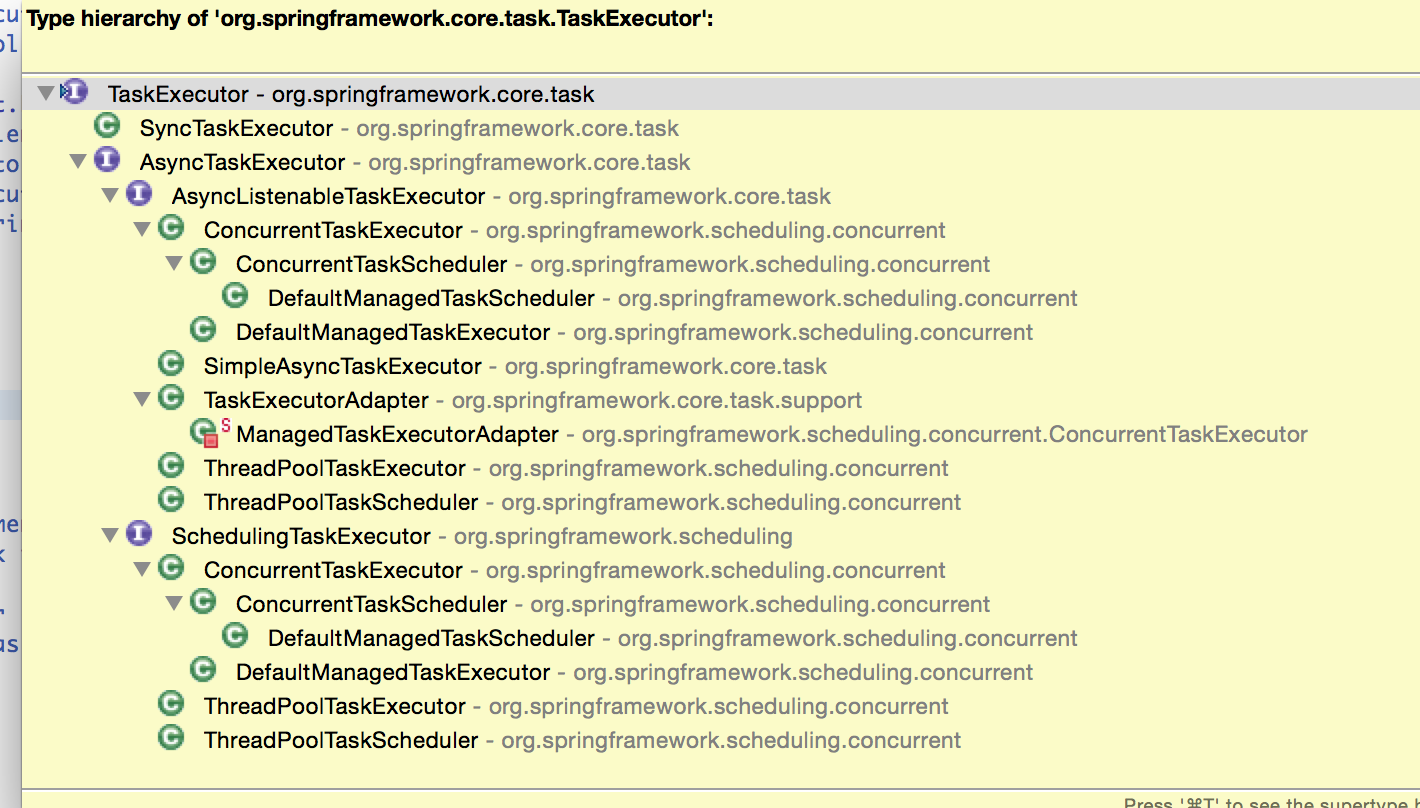 Type hierarchy of 'org.springframework.core.task.TaskExecutor':
TaskExecutor - org.springframework.core.task
SyncTaskExecutor - org.springframework.core.task
AsyncTaskExecutor - org.springframework.core.task
AsyncListenableTaskExecutor - org.springframework.core.task
ConcurrentTaskExecutor - org.springframework.scheduling.concurrent
ConcurrentTaskScheduler - org.springframework.scheduling.concurrent
DefaultManagedTaskScheduler - org.springframework.scheduling.concurrent
DefaultManagedTaskExecutor - org.springframework.scheduling.concurrent
SimpleAsyncTaskExecutor - org.springframework.core.task
TaskExecutorAdapter - org.springframework.core.task.support
ManagedTaskExecutorAdapter - org.springframework.scheduling.concurrent.ConcurrentTaskExecutor
ThreadPoolTaskExecutor - org.springframework.scheduling.concurrent
ThreadPoolTaskScheduler - org.springframework.scheduling.concurrent
SchedulingTaskExecutor - org.springframework.scheduling
ConcurrentTaskExecutor - org.springframework.scheduling.concurrent
ConcurrentTaskScheduler - org.springframework.scheduling.concurrent
DefaultManagedTaskScheduler - org.springframework.scheduling.concurrent
DefaultManagedTaskExecutor - org.springframework.scheduling.concurrent
ThreadPoolTaskExecutor - org.springframework.scheduling.concurrent
ThreadPoolTaskScheduler - org.springframework.scheduling.concurrent
Press '⌘T' to see the supertype